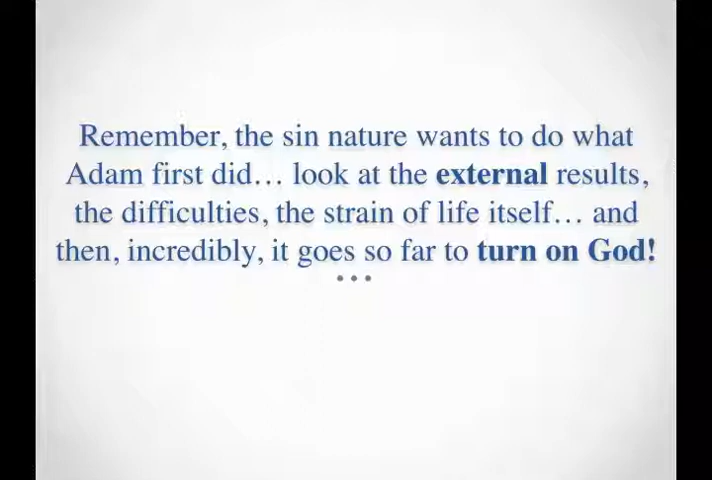 Remember, the sin nature wants to do what
Adam first did… look at the external results,
the difficulties, the strain of life itself… and
then, incredibly, it goes so far to turn on God!
…